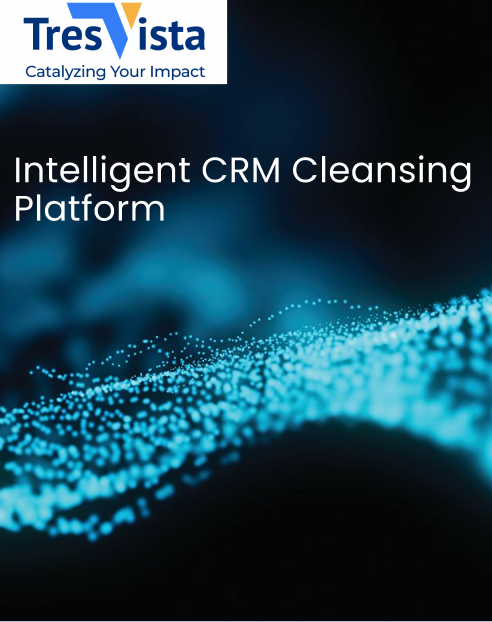 TresVista
Catalyzing Your Impact
Intelligent CRM Cleansing
Platform